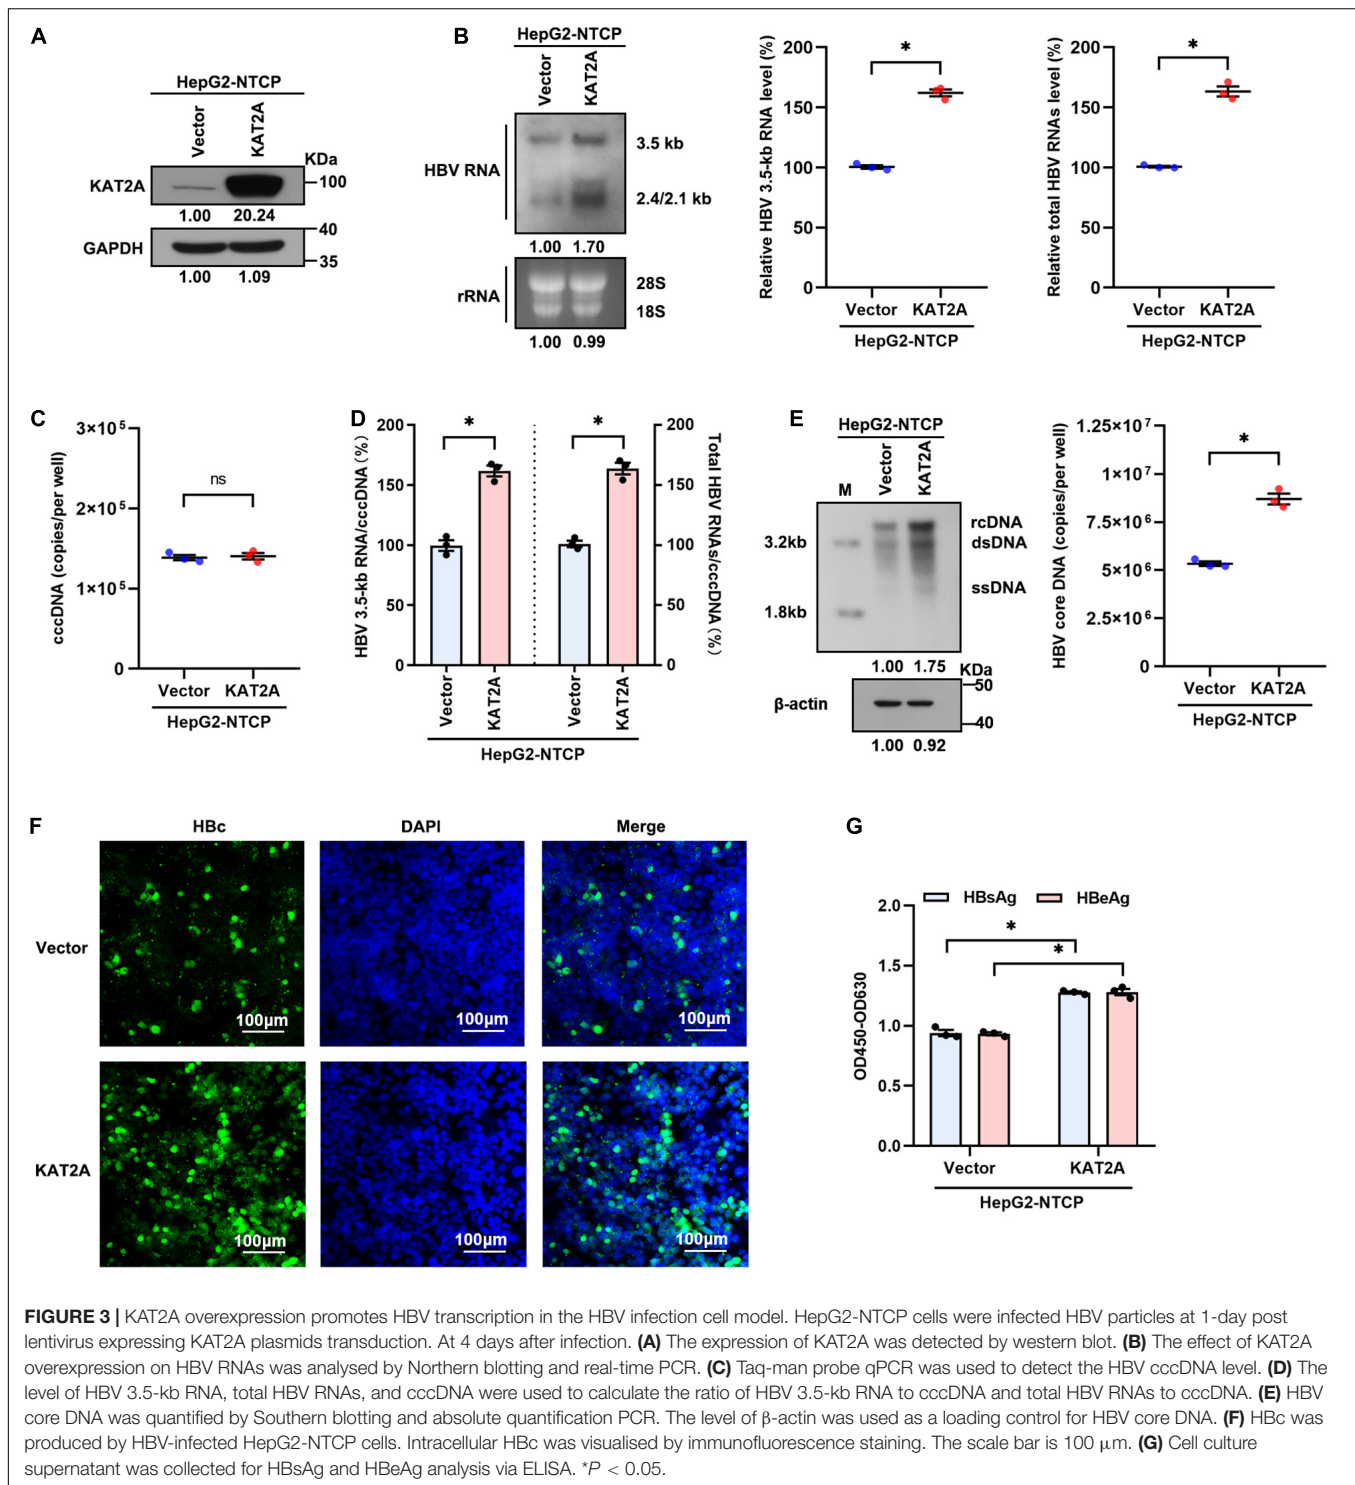 A
HepG2-NTCP
Vector
KAT2A
KDa
KAT2A
100
1.00 20.24
GAPDH
40
35
1.00 1.09
B
HepG2-NTCP
Vector
KAT2A
HBV RNA
3.5 kb
2.4/2.1 kb
1.00 1.70
rRNA
28S
18S
1.00 0.99
Relative HBV 3.5-kb RNA level (%)
200
150
100
50
0
*
Vector KAT2A
HepG2-NTCP
Relative total HBV RNAs level (%)
200
150
100
50
0
*
Vector KAT2A
HepG2-NTCP
C
cccDNA (copies/per well)
3×10⁵
2×10⁵
1×10⁵
0
ns
Vector KAT2A
HepG2-NTCP
D
HBV 3.5-kb RNA/cccDNA (%)
200
150
100
50
0
*
*
200
150
100
50
0
Total HBV RNAs/cccDNA (%)
Vector
KAT2A
Vector
KAT2A
HepG2-NTCP
E
HepG2-NTCP
M
Vector
KAT2A
3.2kb
1.8kb
rcDNA
dsDNA
ssDNA
1.00 1.75
KDa
β-actin
50
40
1.00 0.92
HBV core DNA (copies/per well)
1.25×10⁷
1×10⁷
7.5×10⁶
5×10⁶
2.5×10⁶
0
*
Vector KAT2A
HepG2-NTCP
F
HBc DAPI Merge
Vector
100μm 100μm 100μm
KAT2A
100μm 100μm 100μm
G
HBsAg HBeAg
OD450-OD630
2.0
1.5
1.0
0.5
0.0
*
*
Vector KAT2A
HepG2-NTCP
FIGURE 3 | KAT2A overexpression promotes HBV transcription in the HBV infection cell model. HepG2-NTCP cells were infected HBV particles at 1-day post
lentivirus expressing KAT2A plasmids transduction. At 4 days after infection. (A) The expression of KAT2A was detected by western blot. (B) The effect of KAT2A
overexpression on HBV RNAs was analysed by Northern blotting and real-time PCR. (C) Taq-man probe qPCR was used to detect the HBV cccDNA level. (D) The
level of HBV 3.5-kb RNA, total HBV RNAs, and cccDNA were used to calculate the ratio of HBV 3.5-kb RNA to cccDNA and total HBV RNAs to cccDNA. (E) HBV
core DNA was quantified by Southern blotting and absolute quantification PCR. The level of β-actin was used as a loading control for HBV core DNA. (F) HBc was
produced by HBV-infected HepG2-NTCP cells. Intracellular HBc was visualised by immunofluorescence staining. The scale bar is 100 μm. (G) Cell culture
supernatant was collected for HBsAg and HBeAg analysis via ELISA. *P < 0.05.